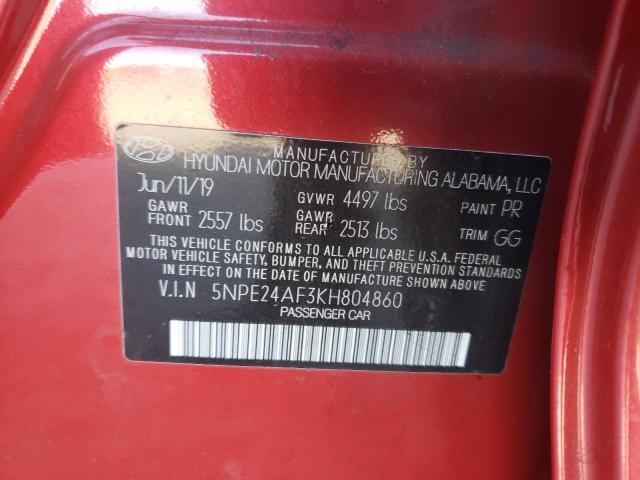 MANUFACTURED BY
HYUNDAI MOTOR MANUFACTURING ALABAMA, LLC
Jun/11/19 GVWR 4497 lbs PAINT PR
GAWR FRONT 2557 lbs GAWR REAR 2513 lbs TRIM GG
THIS VEHICLE CONFORMS TO ALL APPLICABLE U.S.A. FEDERAL
MOTOR VEHICLE SAFETY, BUMPER, AND THEFT PREVENTION STANDARDS
IN EFFECT ON THE DATE OF MANUFACTURE SHOWN ABOVE
V.I.N 5NPE24AF3KH804860
PASSENGER CAR